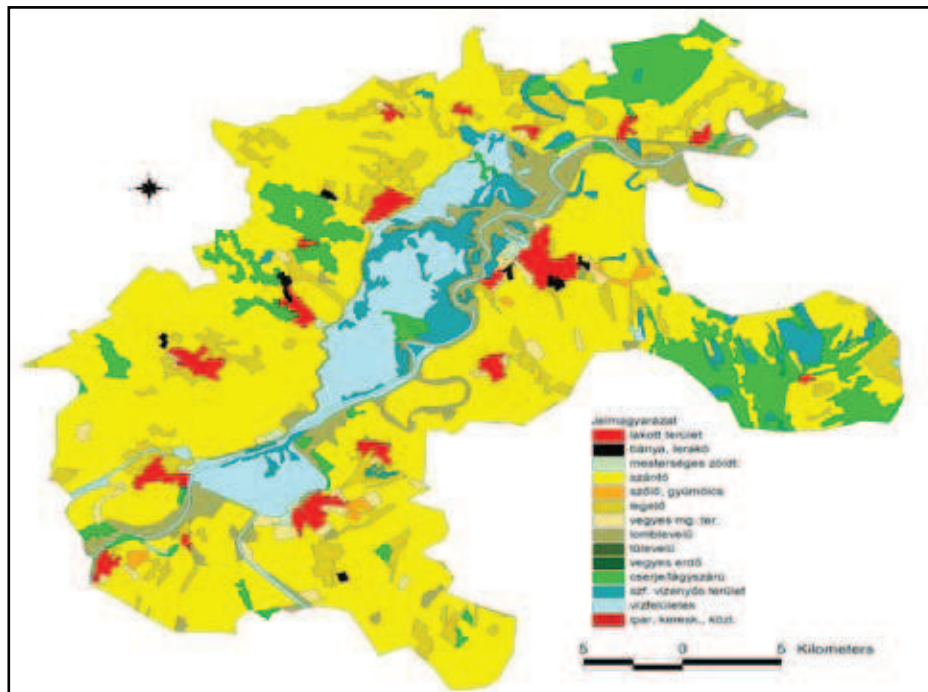 Jelmagyarázat
lakott terület
bánya, lerakó
mesterséges zöldt.
szántó
szőlő, gyümölcs
legelő
vegyes mg. ter.
lomblevelű
tűlevelű
vegyes erdő
cserje/lágyszárú
szf. vizenyős terület
vízfelületek
ipar, keresk., közl.
5 0 5 Kilometers